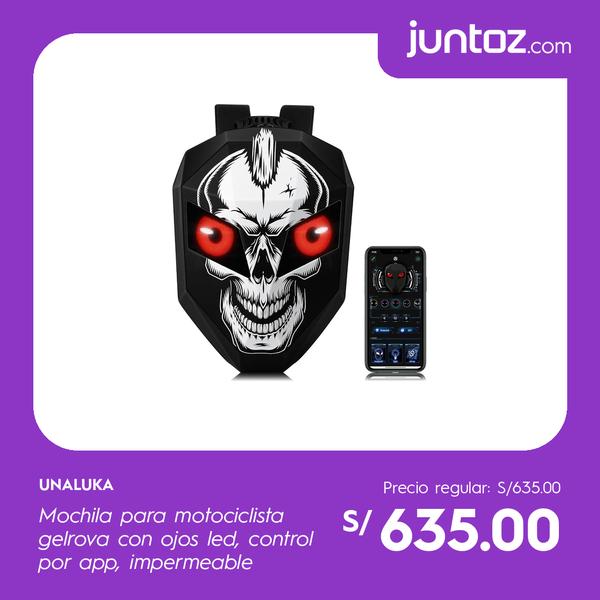 juntoz.com
UNALUKA
Mochila para motociclista
gelrova con ojos led, control
por app, impermeable
Precio regular: S/635.00
S/ 635.00